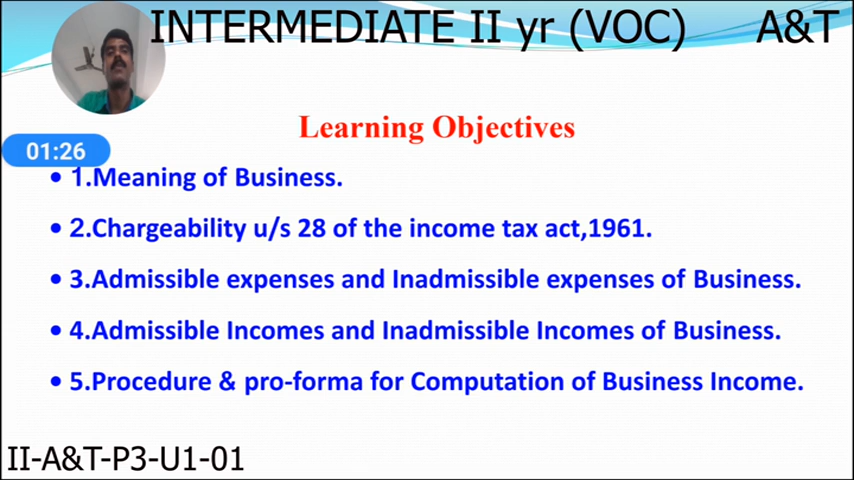 INTERMEDIATE II yr (VOC) A&T
Learning Objectives
01:26
• 1.Meaning of Business.
• 2.Chargeability u/s 28 of the income tax act,1961.
• 3.Admissible expenses and Inadmissible expenses of Business.
• 4.Admissible Incomes and Inadmissible Incomes of Business.
• 5.Procedure & pro-forma for Computation of Business Income.
II-A&T-P3-U1-01